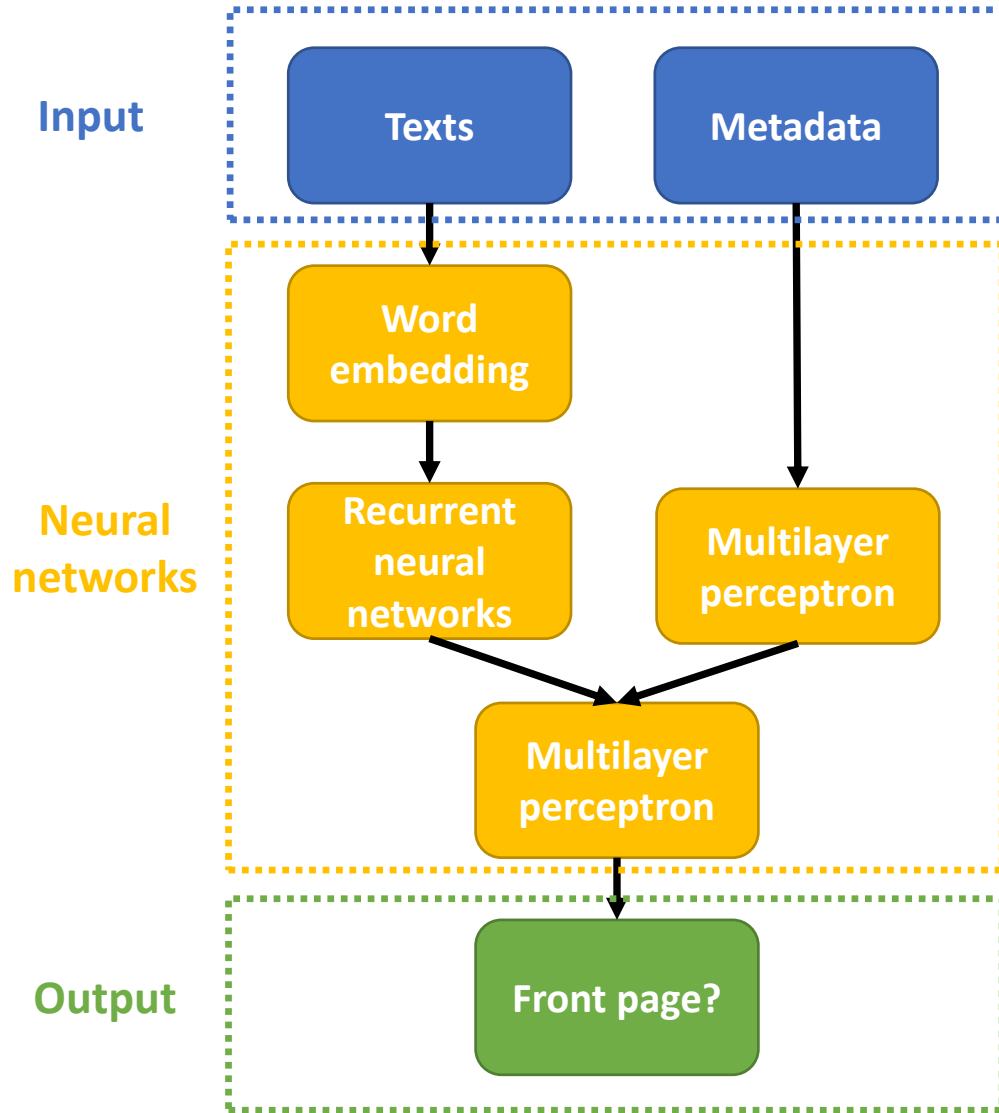 Input
Texts
Metadata
Word
embedding
Neural
networks
Recurrent
neural
networks
Multilayer
perceptron
Multilayer
perceptron
Output
Front page?